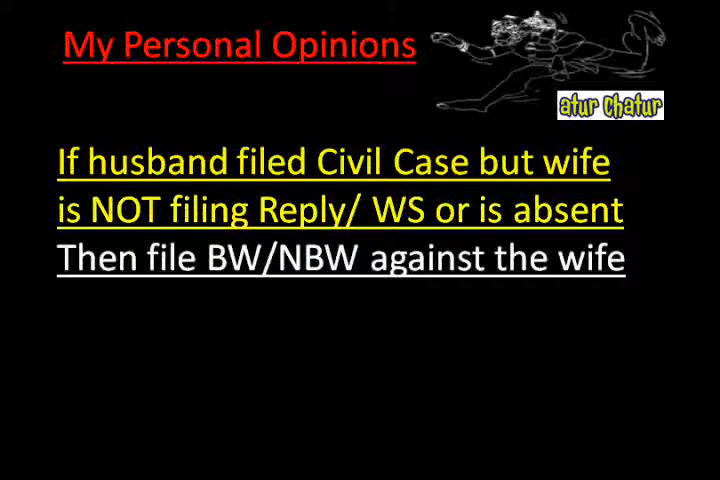 My Personal Opinions
atur Chatur
If husband filed Civil Case but wife
is NOT filing Reply/ WS or is absent
Then file BW/NBW against the wife